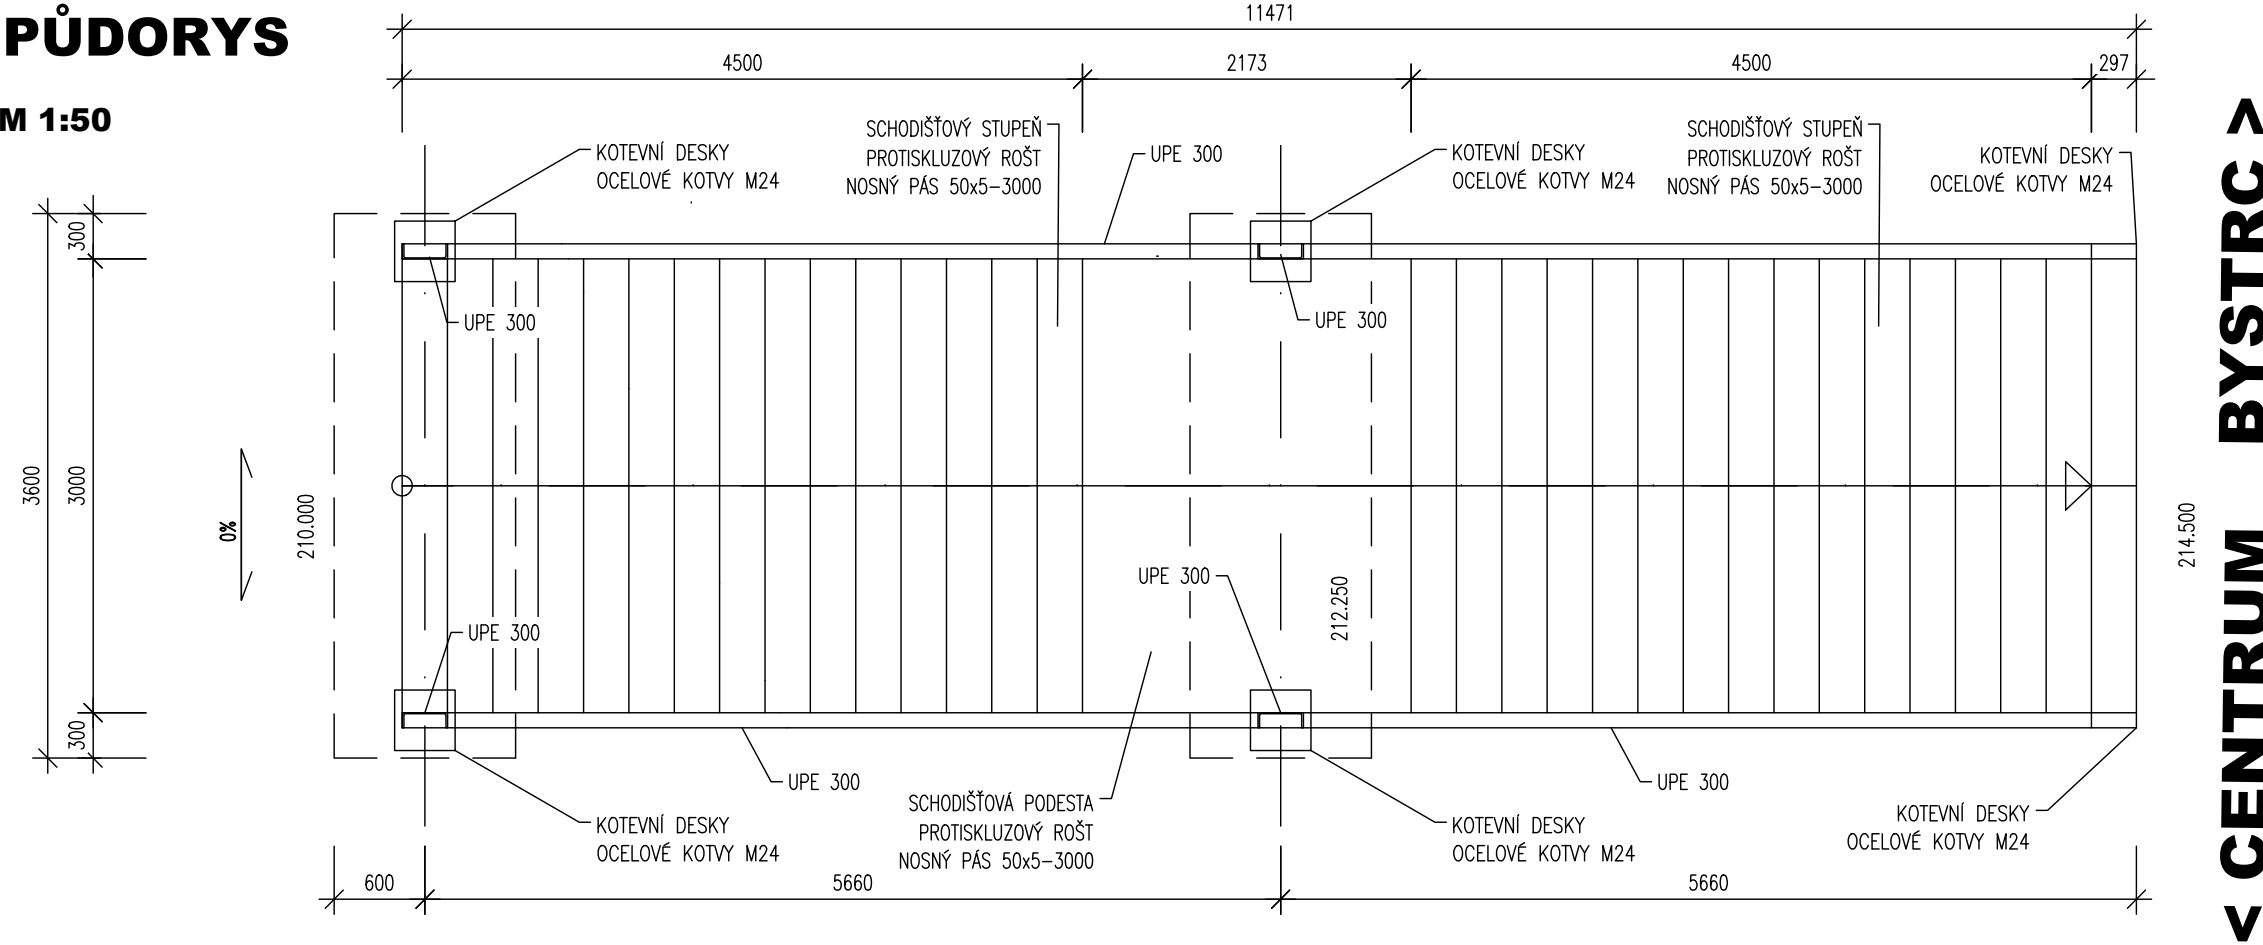 PŮDORYS
M 1:50
11471
4500
2173
4500
297
SCHODIŠŤOVÝ STUPEŇ
PROTISKLUZOVÝ ROŠT
NOSNÝ PÁS 50x5-3000
SCHODIŠŤOVÝ STUPEŇ
PROTISKLUZOVÝ ROŠT
NOSNÝ PÁS 50x5-3000
KOTEVNÍ DESKY
OCELOVÉ KOTVY M24
UPE 300
KOTEVNÍ DESKY
OCELOVÉ KOTVY M24
KOTEVNÍ DESKY
OCELOVÉ KOTVY M24
300
3600
3000
300
0%
210.000
UPE 300
UPE 300
UPE 300
UPE 300
212.250
214.500
< CENTRUM BYSTRC >
UPE 300
UPE 300
SCHODIŠŤOVÁ PODESTA
PROTISKLUZOVÝ ROŠT
NOSNÝ PÁS 50x5-3000
KOTEVNÍ DESKY
OCELOVÉ KOTVY M24
KOTEVNÍ DESKY
OCELOVÉ KOTVY M24
KOTEVNÍ DESKY
OCELOVÉ KOTVY M24
600
5660
5660